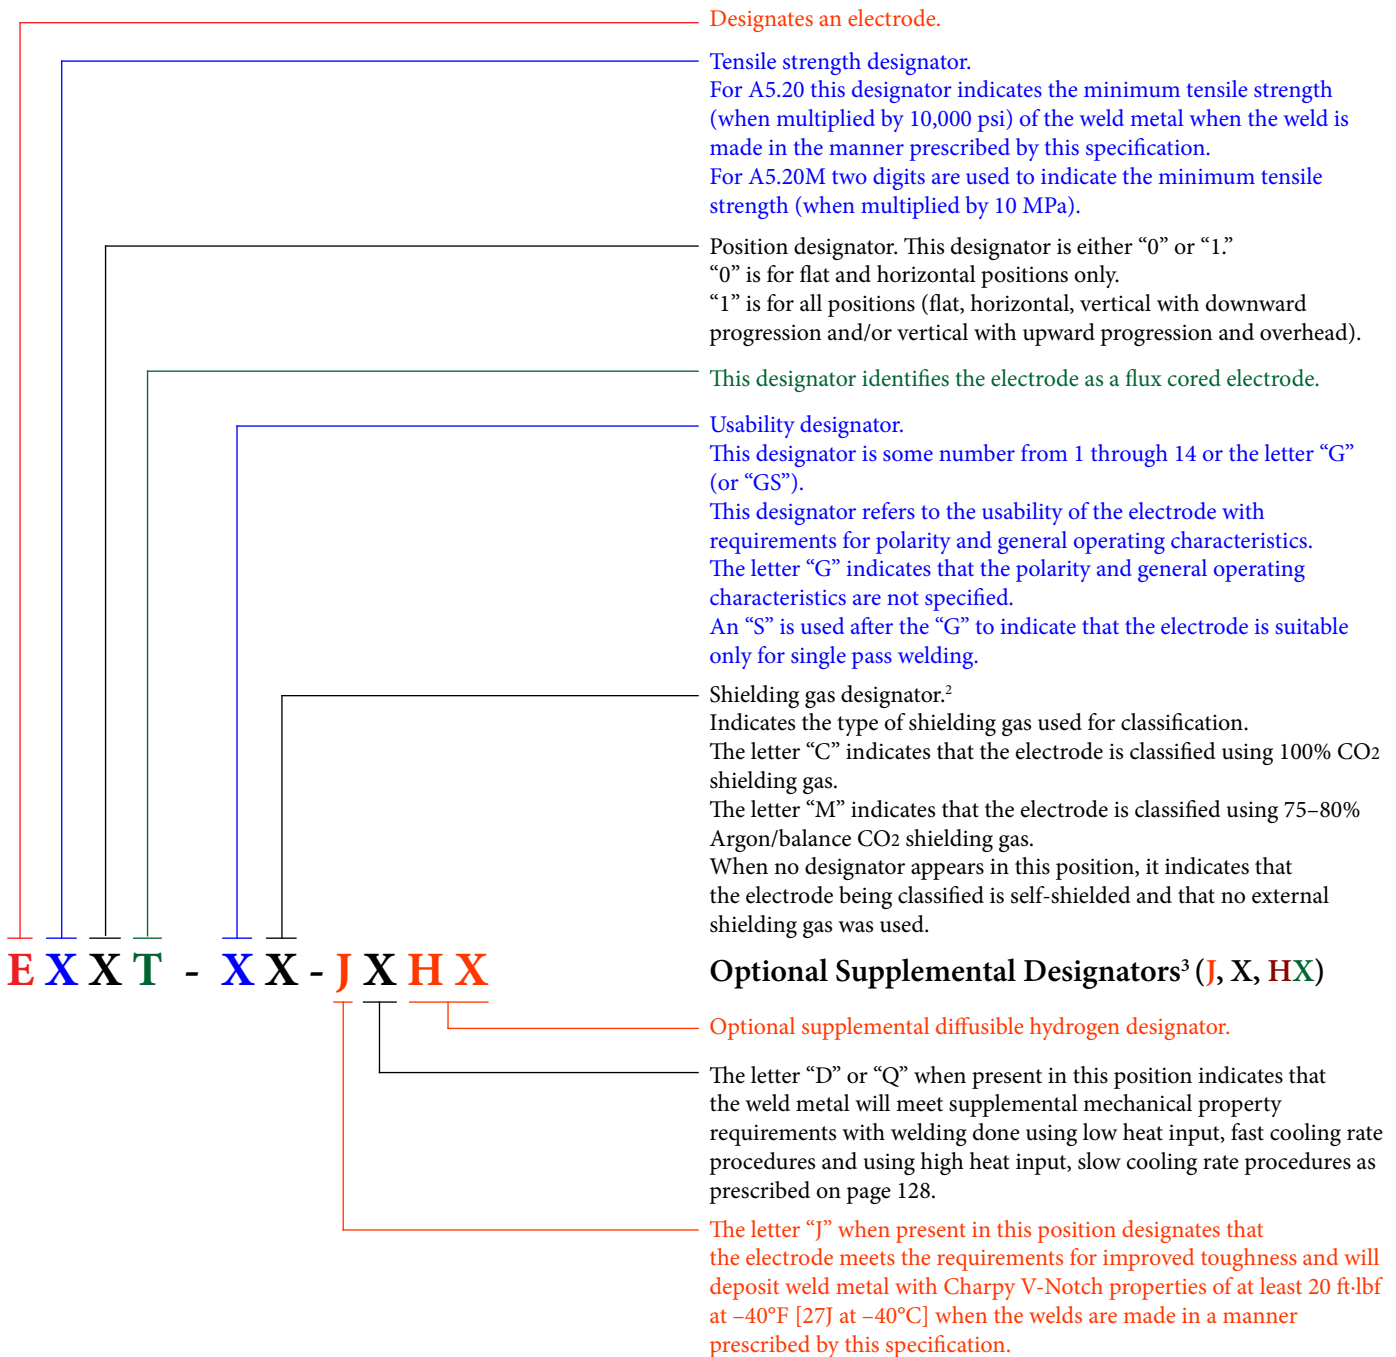 Designates an electrode.
Tensile strength designator.
For A5.20 this designator indicates the minimum tensile strength
(when multiplied by 10,000 psi) of the weld metal when the weld is
made in the manner prescribed by this specification.
For A5.20M two digits are used to indicate the minimum tensile
strength (when multiplied by 10 MPa).
Position designator. This designator is either “0” or “1.”
“0” is for flat and horizontal positions only.
“1” is for all positions (flat, horizontal, vertical with downward
progression and/or vertical with upward progression and overhead).
This designator identifies the electrode as a flux cored electrode.
Usability designator.
This designator is some number from 1 through 14 or the letter “G”
(or “GS”).
This designator refers to the usability of the electrode with
requirements for polarity and general operating characteristics.
The letter “G” indicates that the polarity and general operating
characteristics are not specified.
An “S” is used after the “G” to indicate that the electrode is suitable
only for single pass welding.
Shielding gas designator.²
Indicates the type of shielding gas used for classification.
The letter “C” indicates that the electrode is classified using 100% CO2
shielding gas.
The letter “M” indicates that the electrode is classified using 75–80%
Argon/balance CO2 shielding gas.
When no designator appears in this position, it indicates that
the electrode being classified is self-shielded and that no external
shielding gas was used.
E X X T - X X - J X H X
Optional Supplemental Designators³ (J, X, HX)
Optional supplemental diffusible hydrogen designator.
The letter “D” or “Q” when present in this position indicates that
the weld metal will meet supplemental mechanical property
requirements with welding done using low heat input, fast cooling rate
procedures and using high heat input, slow cooling rate procedures as
prescribed on page 128.
The letter “J” when present in this position designates that
the electrode meets the requirements for improved toughness and will
deposit weld metal with Charpy V-Notch properties of at least 20 ft·lbf
at –40°F [27J at –40°C] when the welds are made in a manner
prescribed by this specification.